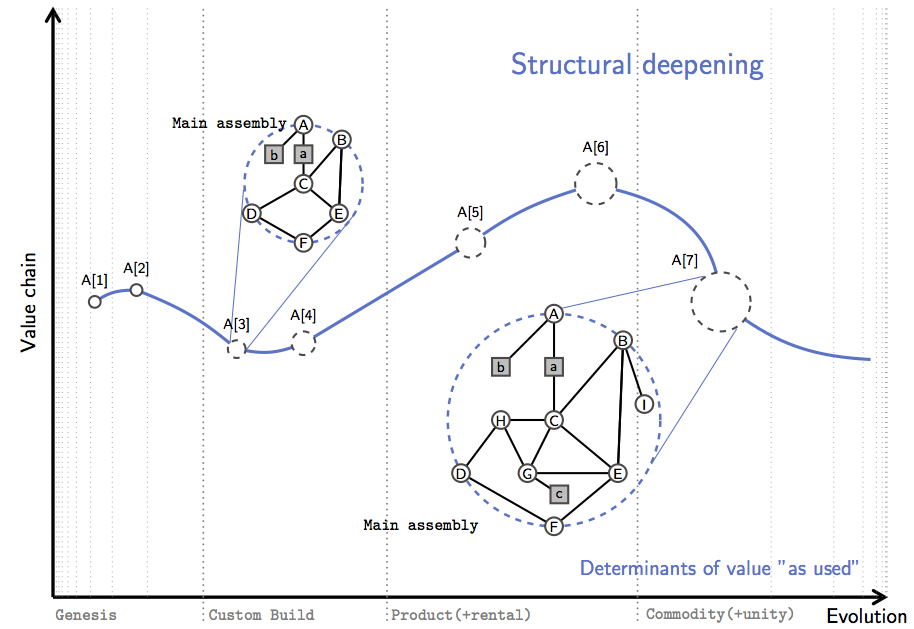 Structural deepening
Main assembly
A
B
b
a
C
D
E
F
A[1]
A[2]
A[3]
A[4]
A[5]
A[6]
A[7]
A
B
b
a
I
H
C
D
G
E
c
F
Main assembly
Value chain
Determinants of value "as used"
Genesis
Custom Build
Product(+rental)
Commodity(+unity)
Evolution